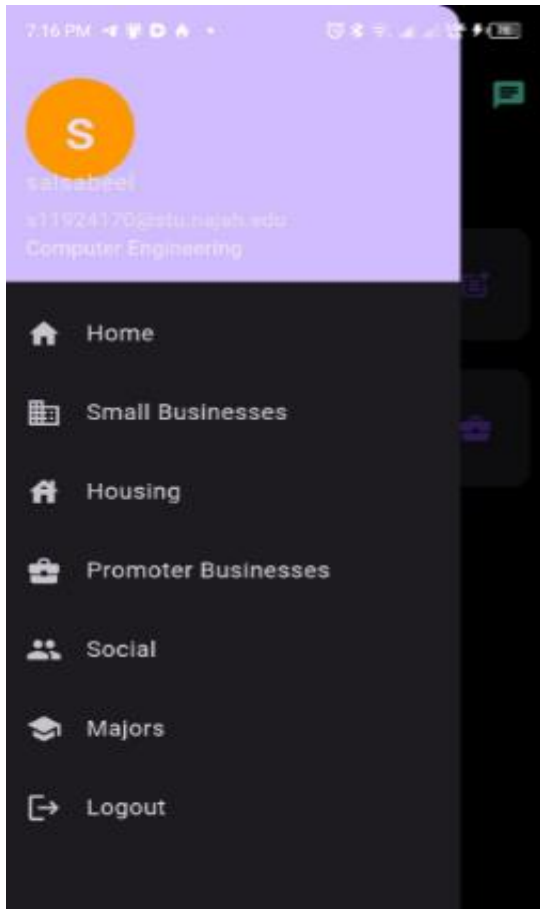 7:16 PM
S
salsabeel
s11924170@stu.najah.edu
Computer Engineering
Home
Small Businesses
Housing
Promoter Businesses
Social
Majors
Logout